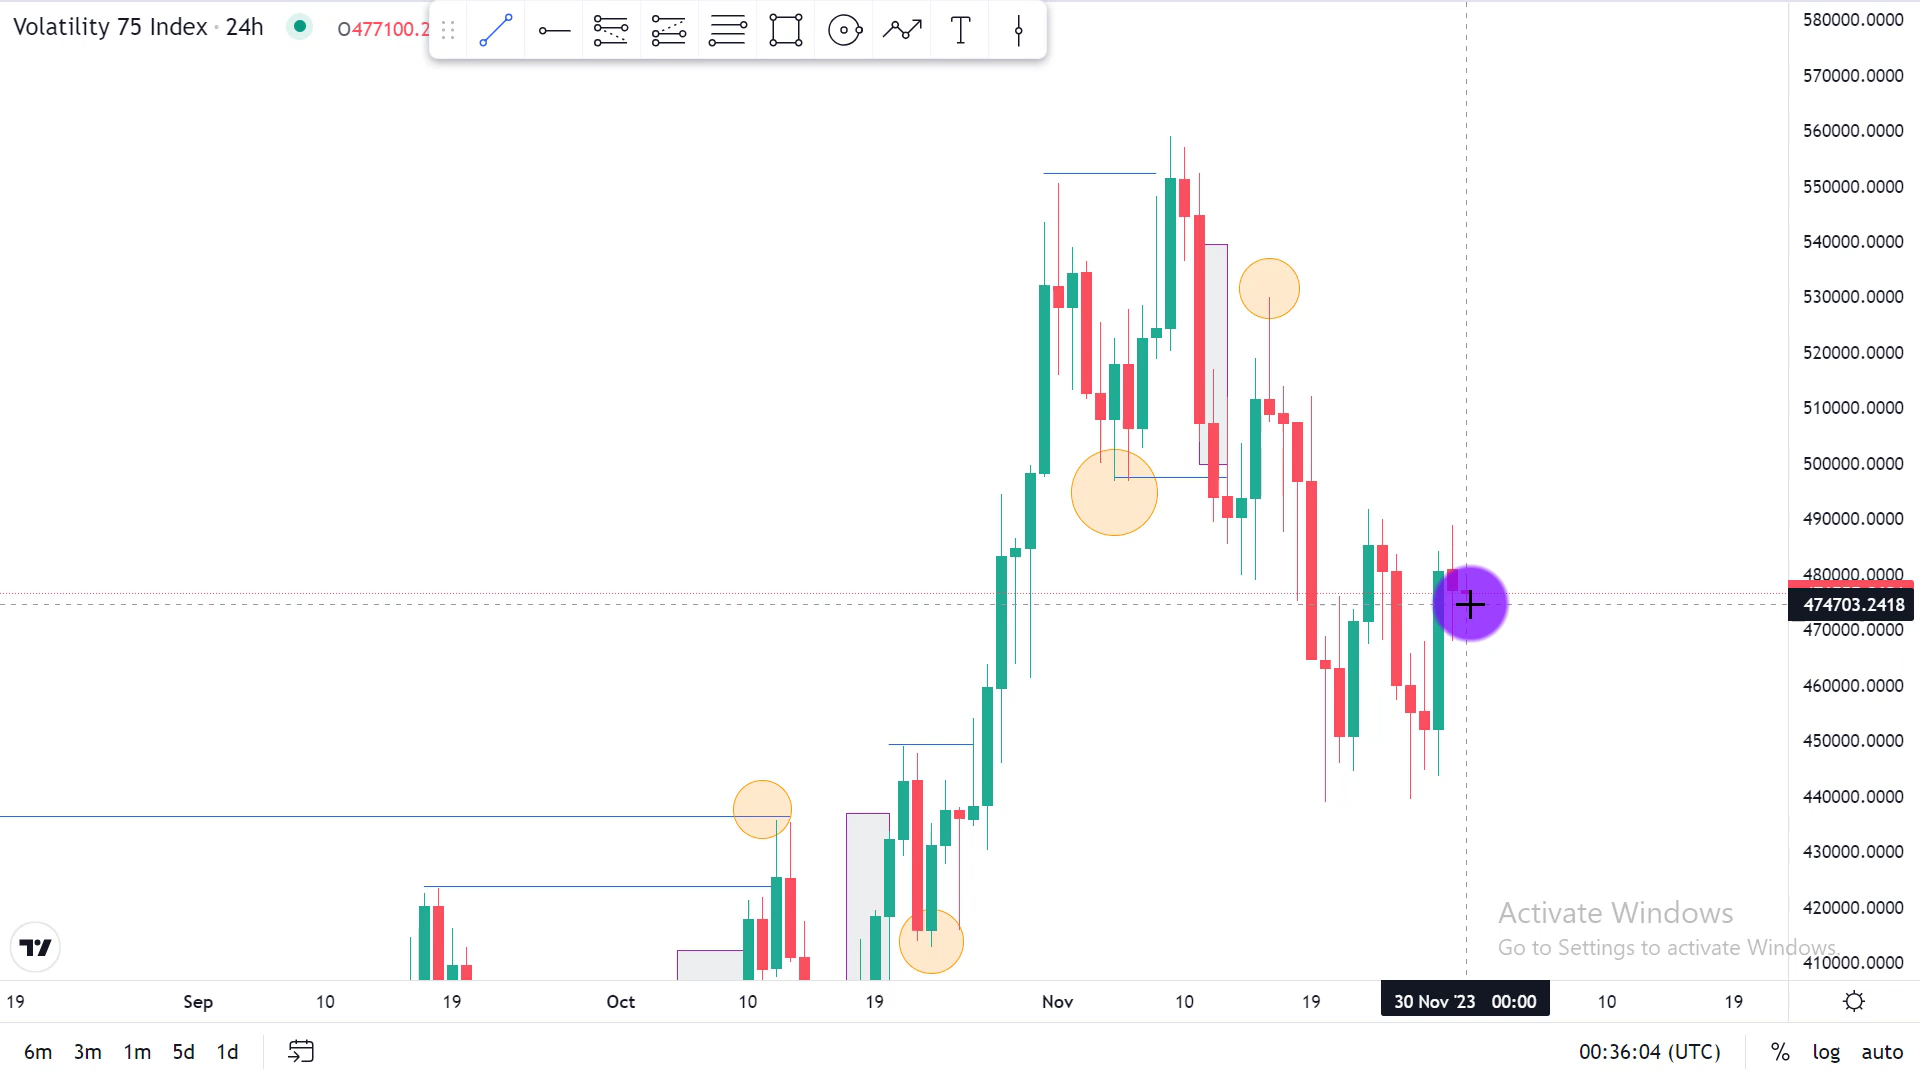 Volatility 75 Index · 24h
O477100.2
T
580000.0000
570000.0000
560000.0000
550000.0000
540000.0000
530000.0000
520000.0000
510000.0000
500000.0000
490000.0000
480000.0000
474703.2418
470000.0000
460000.0000
450000.0000
440000.0000
430000.0000
420000.0000
410000.0000
Activate Windows
Go to Settings to activate Windows.
19 Sep 10 19 Oct 10 19 Nov 10 19 30 Nov '23 00:00 10 19
6m 3m 1m 5d 1d 00:36:04 (UTC) % log auto